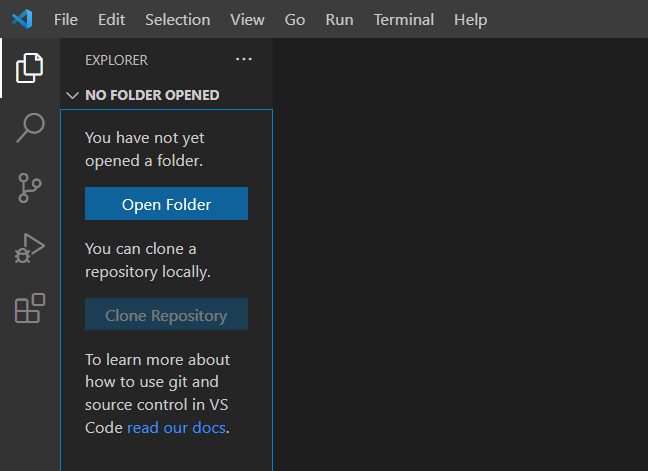 File Edit Selection View Go Run Terminal Help
EXPLORER
NO FOLDER OPENED
You have not yet
opened a folder.
Open Folder
You can clone a
repository locally.
Clone Repository
To learn more about
how to use git and
source control in VS
Code read our docs.